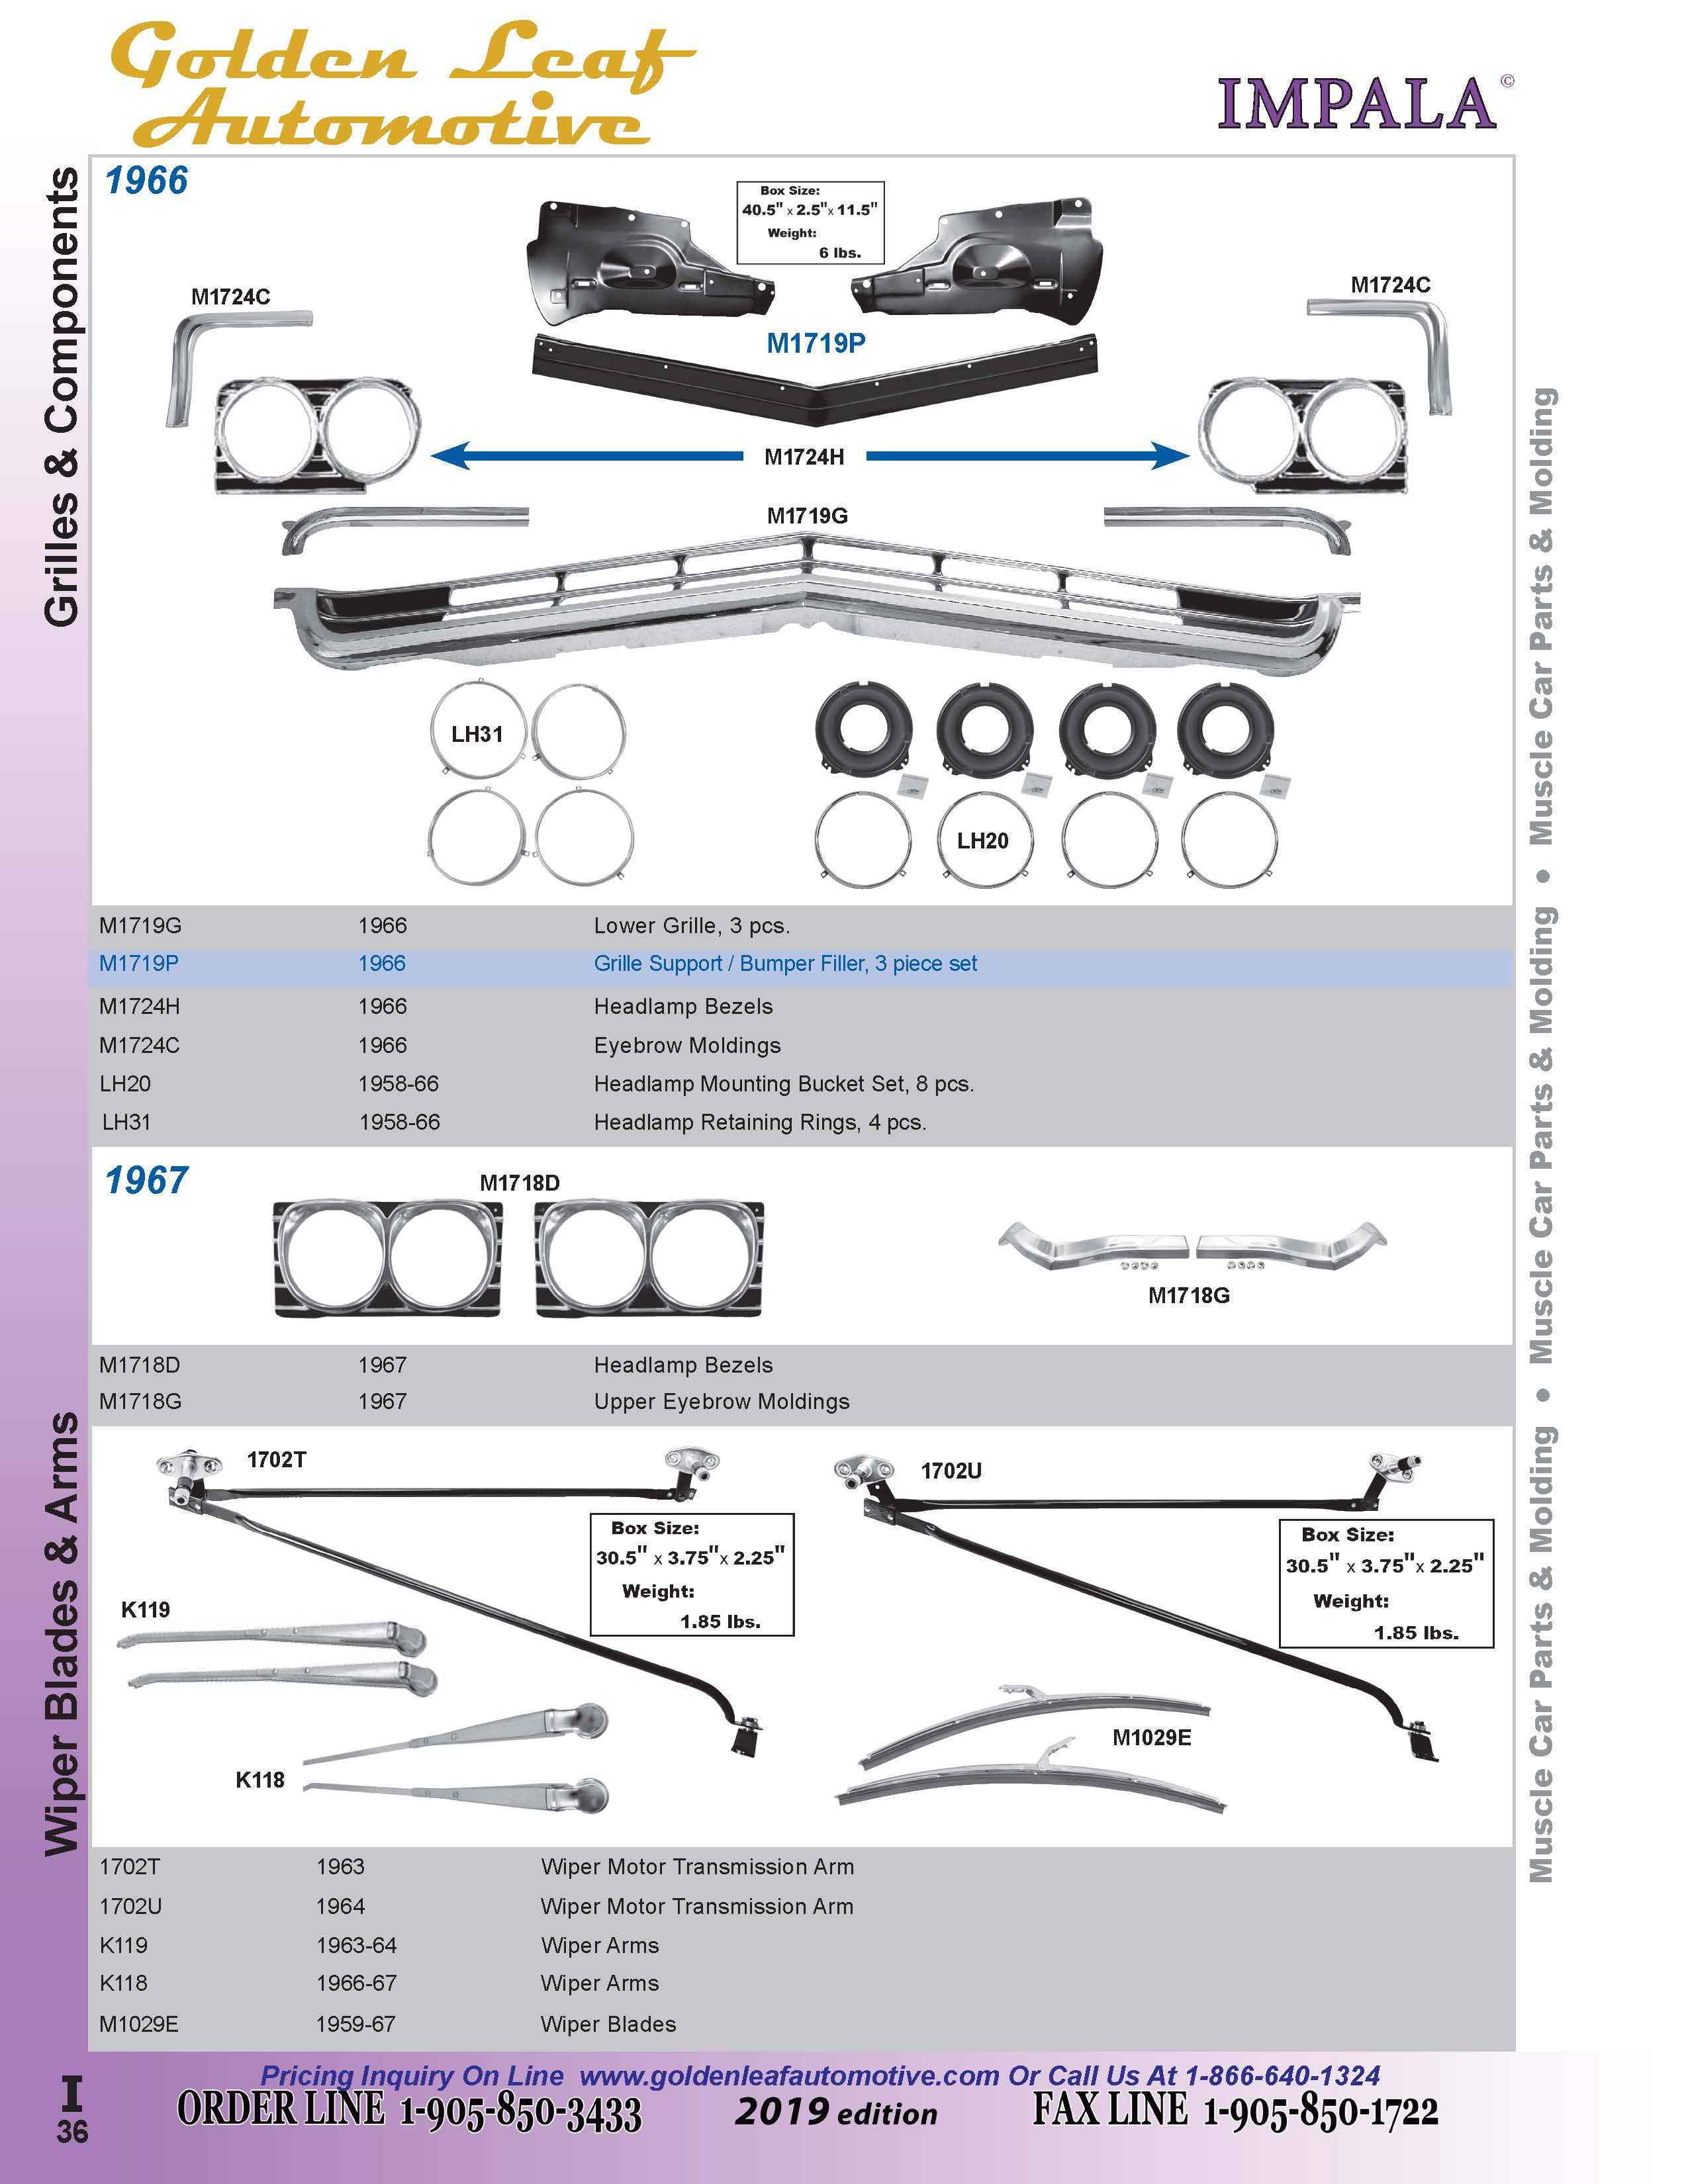 Golden Leaf
Automotive
IMPALA©
Grilles & Components
1966
Box Size:
40.5" x 2.5"x 11.5"
Weight:
6 lbs.
M1724C
M1724C
M1719P
M1724H
M1719G
LH31
LH20
M1719G 1966 Lower Grille, 3 pcs.
M1719P 1966 Grille Support / Bumper Filler, 3 piece set
M1724H 1966 Headlamp Bezels
M1724C 1966 Eyebrow Moldings
LH20 1958-66 Headlamp Mounting Bucket Set, 8 pcs.
LH31 1958-66 Headlamp Retaining Rings, 4 pcs.
1967
M1718D
M1718G
M1718D 1967 Headlamp Bezels
M1718G 1967 Upper Eyebrow Moldings
Wiper Blades & Arms
1702T
1702U
Box Size:
30.5" x 3.75"x 2.25"
Weight:
1.85 lbs.
Box Size:
30.5" x 3.75"x 2.25"
Weight:
1.85 lbs.
K119
M1029E
K118
1702T 1963 Wiper Motor Transmission Arm
1702U 1964 Wiper Motor Transmission Arm
K119 1963-64 Wiper Arms
K118 1966-67 Wiper Arms
M1029E 1959-67 Wiper Blades
Muscle Car Parts & Molding • Muscle Car Parts & Molding • Muscle Car Parts & Molding
Pricing Inquiry On Line www.goldenleafautomotive.com Or Call Us At 1-866-640-1324
ORDER LINE 1-905-850-3433 2019 edition FAX LINE 1-905-850-1722
I
36